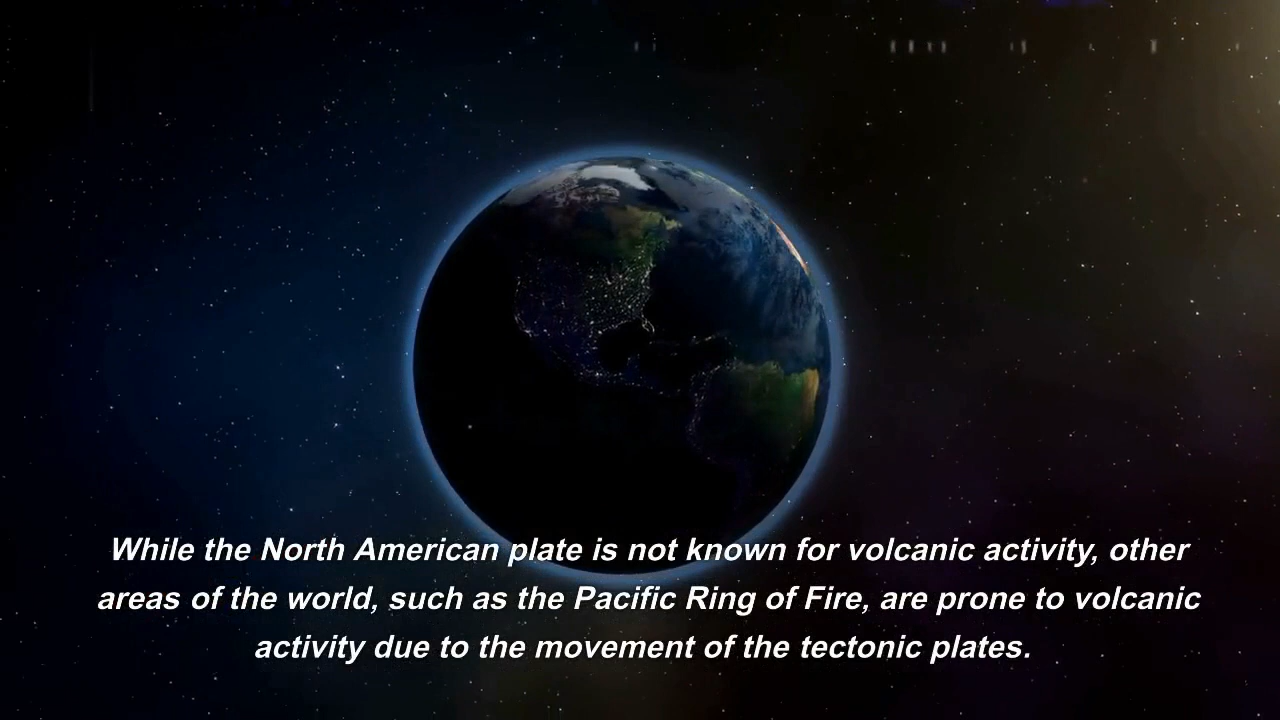 While the North American plate is not known for volcanic activity, other
areas of the world, such as the Pacific Ring of Fire, are prone to volcanic
activity due to the movement of the tectonic plates.